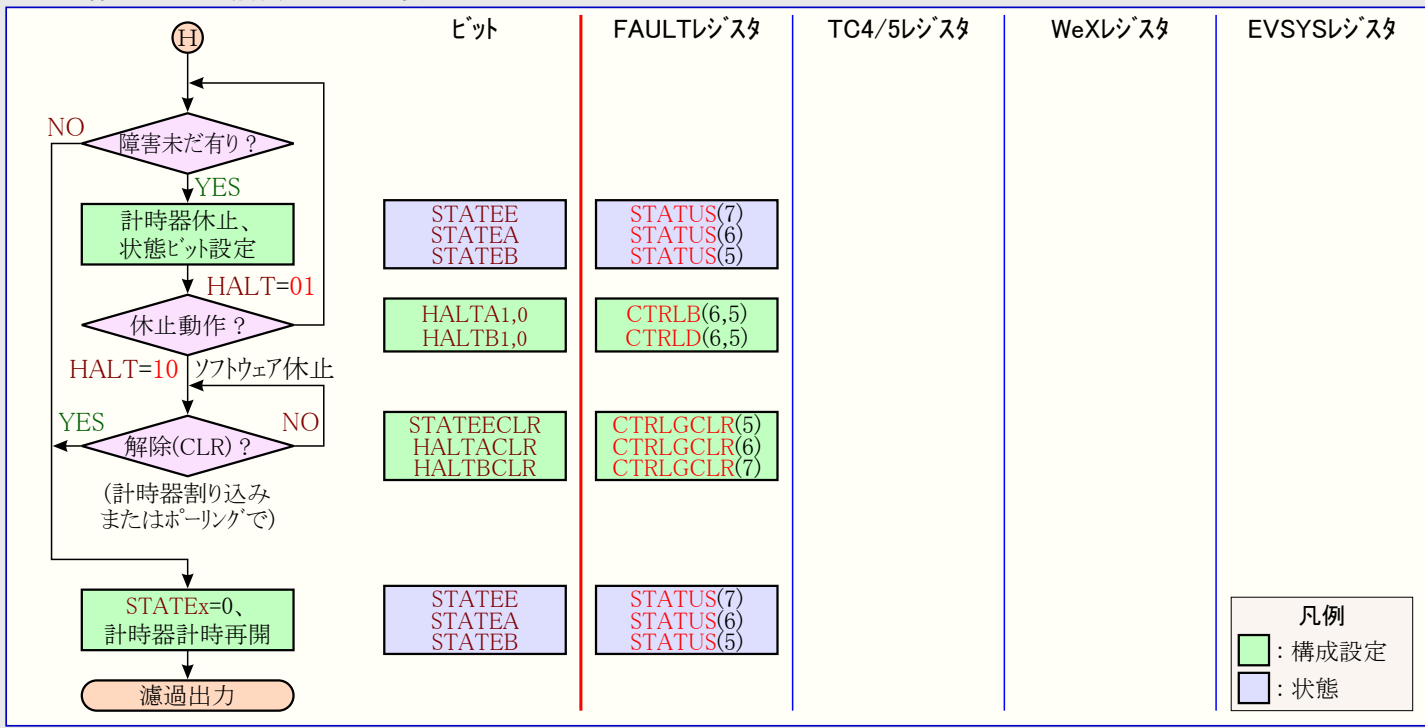 H
ビット
FAULTレジスタ
TC4/5レジスタ
WeXレジスタ
EVSYSレジスタ
NO
障害未だ有り？
YES
計時器休止、
状態ビット設定
STATEE
STATEA
STATEB
STATUS(7)
STATUS(6)
STATUS(5)
HALT=01
休止動作？
HALTA1,0
HALTB1,0
CTRLB(6,5)
CTRLD(6,5)
HALT=10
ソフトウェア休止
YES
NO
解除(CLR)？
STATEECLR
HALTACLR
HALTBCLR
CTRLGCLR(5)
CTRLGCLR(6)
CTRLGCLR(7)
(計時器割り込み
またはポーリングで)
STATEx=0、
計時器計時再開
STATEE
STATEA
STATEB
STATUS(7)
STATUS(6)
STATUS(5)
濾過出力
凡例
：構成設定
：状態